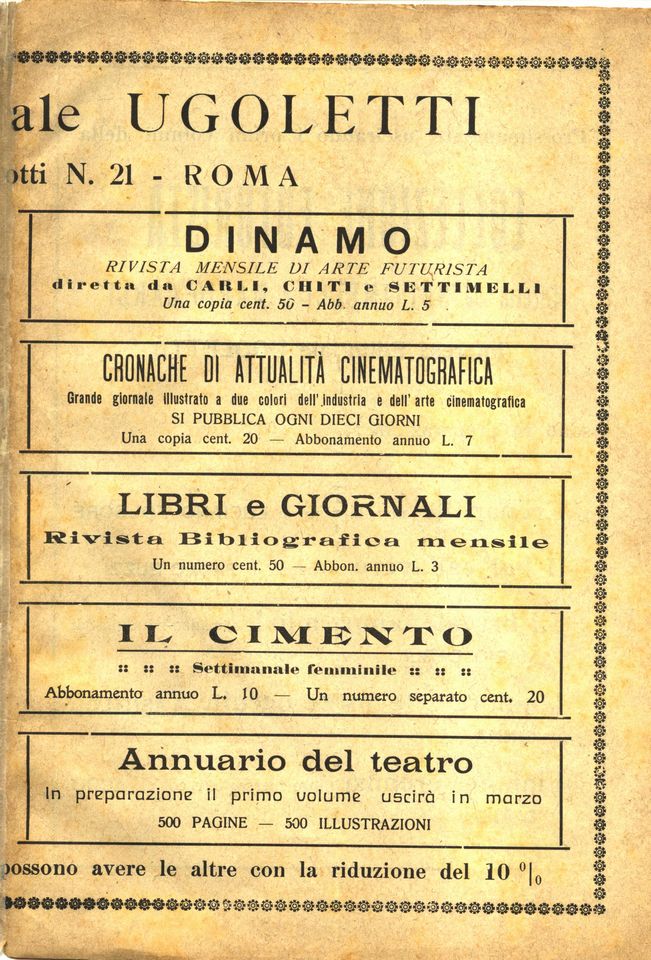 ale UGOLETTI
otti N. 21 - ROMA
DINAMO
RIVISTA MENSILE DI ARTE FUTURISTA
diretta da CARLI, CHITI e SETTIMELLI
Una copia cent. 50 - Abb. annuo L. 5
CRONACHE DI ATTUALITÀ CINEMATOGRAFICA
Grande giornale illustrato a due colori dell' industria e dell' arte cinematografica
SI PUBBLICA OGNI DIECI GIORNI
Una copia cent. 20 — Abbonamento annuo L. 7
LIBRI e GIORNALI
Rivista Bibliografica mensile
Un numero cent. 50 — Abbon. annuo L. 3
IL CIMENTO
:: :: :: Settimanale femminile :: :: ::
Abbonamento annuo L. 10 — Un numero separato cent. 20
Annuario del teatro
In preparazione il primo volume uscirà in marzo
500 PAGINE — 500 ILLUSTRAZIONI
possono avere le altre con la riduzione del 10 %